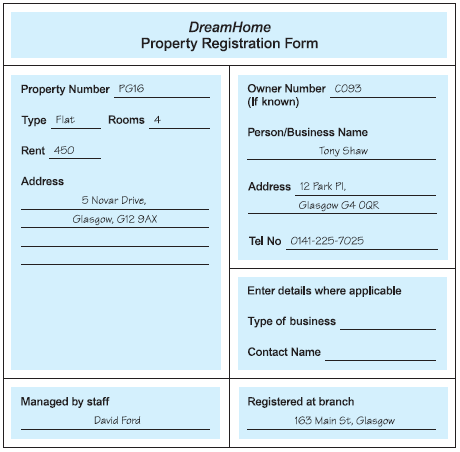 DreamHome
Property Registration Form
Property Number PG16
Type Flat Rooms 4
Rent 450
Address
5 Novar Drive,
Glasgow, G12 9AX
Owner Number CO93
(If known)
Person/Business Name
Tony Shaw
Address 12 Park Pl,
Glasgow G4 0QR
Tel No 0141-225-7025
Enter details where applicable
Type of business
Contact Name
Managed by staff
David Ford
Registered at branch
163 Main St, Glasgow